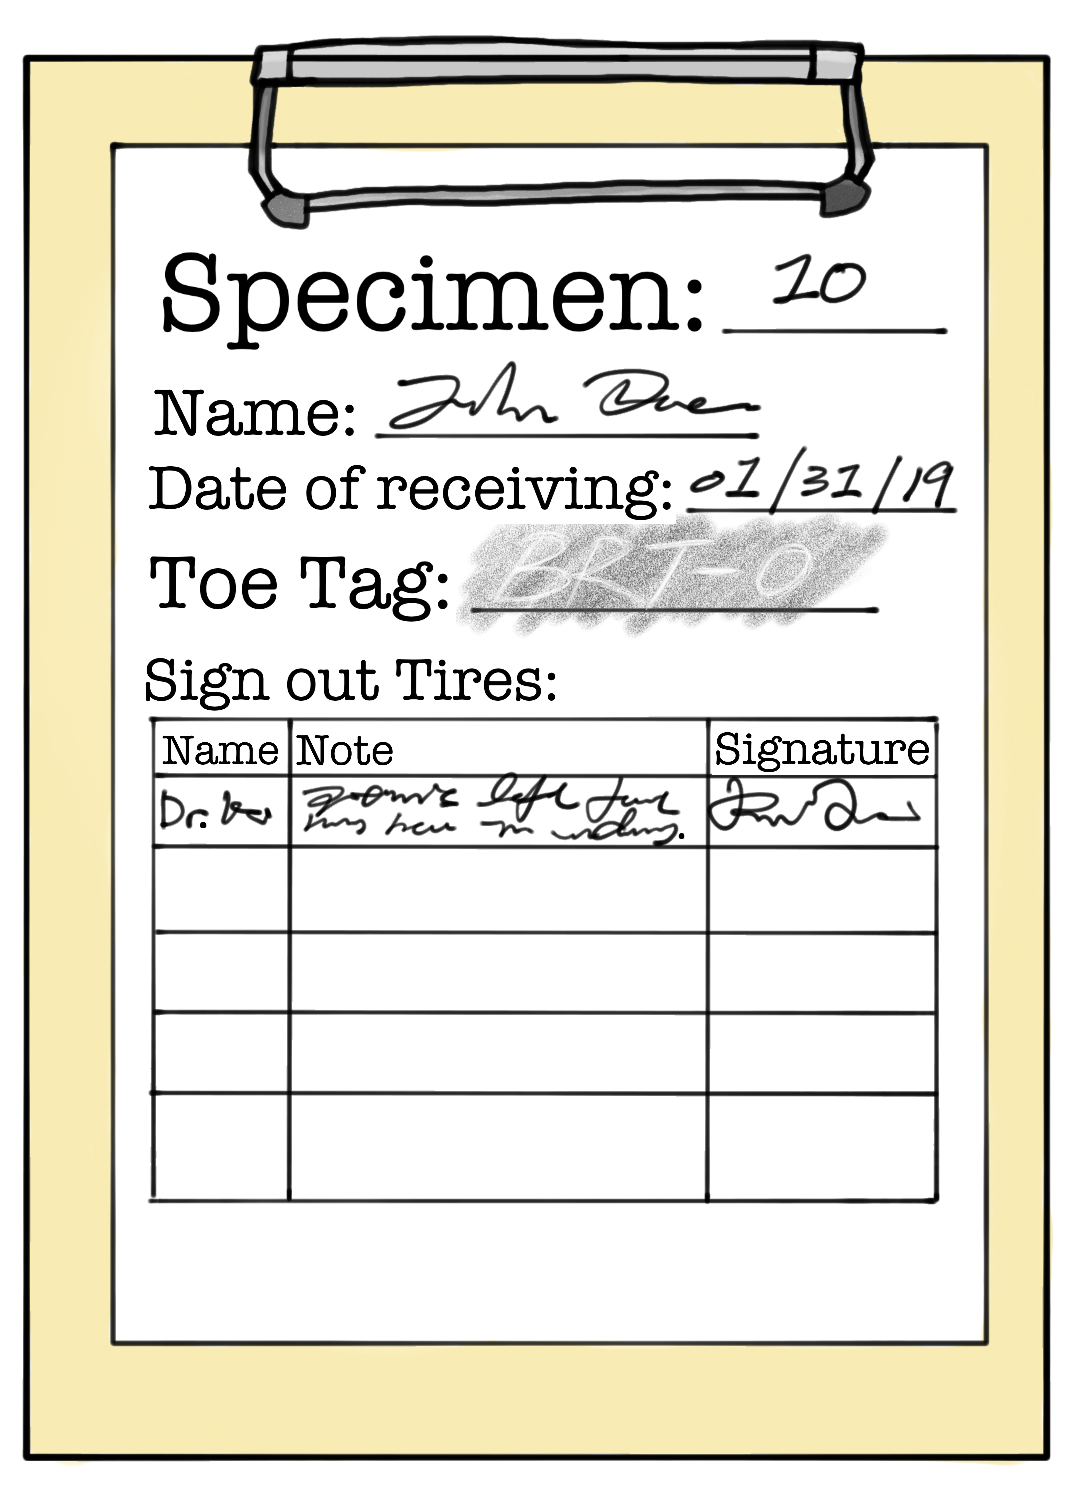 Specimen: 10
Name: John Doe
Date of receiving: 01/31/19
Toe Tag: BRT-0
Sign out Tires:
Name Note Signature
Dr. left